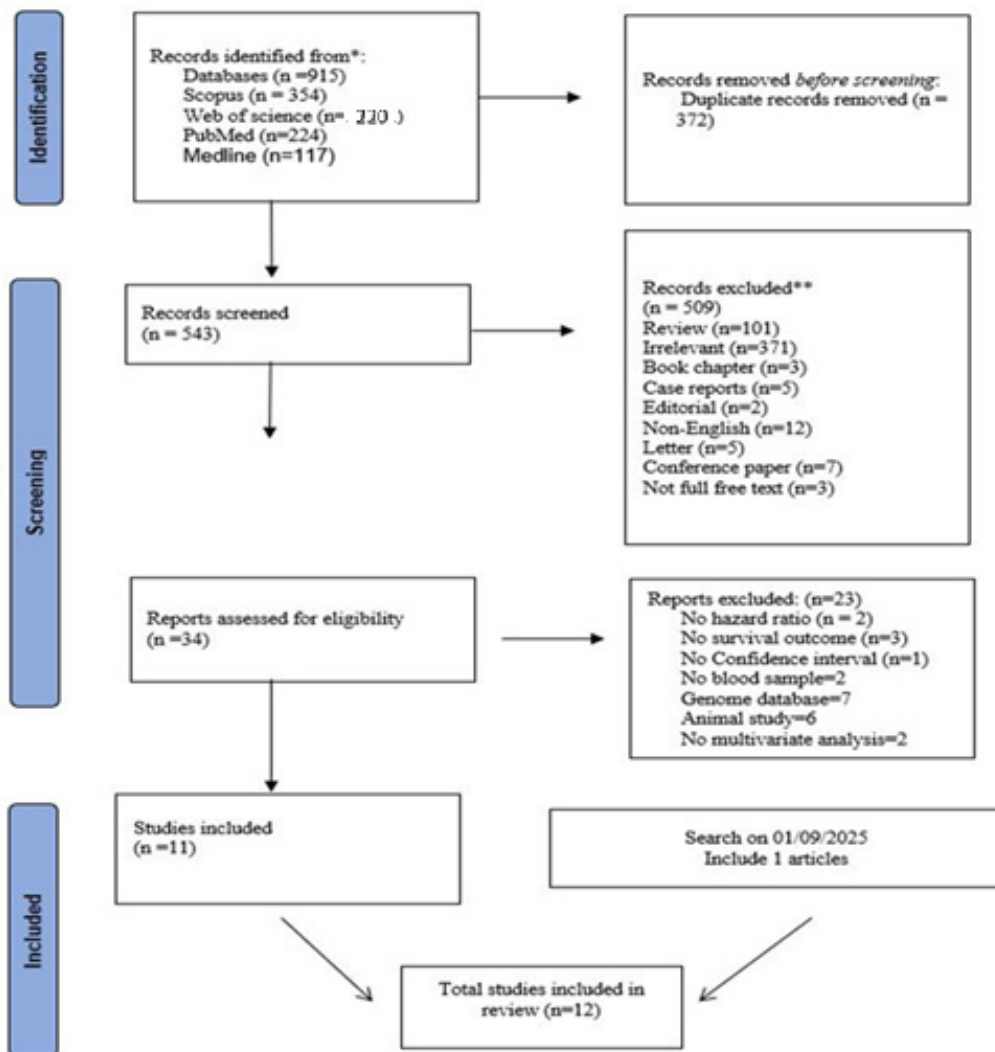 Identification
Records identified from*:
Databases (n =915)
Scopus (n = 354)
Web of science (n=. 220 .)
PubMed (n=224)
Medline (n=117)
Records removed before screening:
Duplicate records removed (n =
372)
Screening
Records screened
(n = 543)
Records excluded**
(n = 509)
Review (n=101)
Irrelevant (n=371)
Book chapter (n=3)
Case reports (n=5)
Editorial (n=2)
Non-English (n=12)
Letter (n=5)
Conference paper (n=7)
Not full free text (n=3)
Reports assessed for eligibility
(n =34)
Reports excluded: (n=23)
No hazard ratio (n = 2)
No survival outcome (n=3)
No Confidence interval (n=1)
No blood sample=2
Genome database=7
Animal study=6
No multivariate analysis=2
Included
Studies included
(n =11)
Search on 01/09/2025
Include 1 articles
Total studies included in
review (n=12)